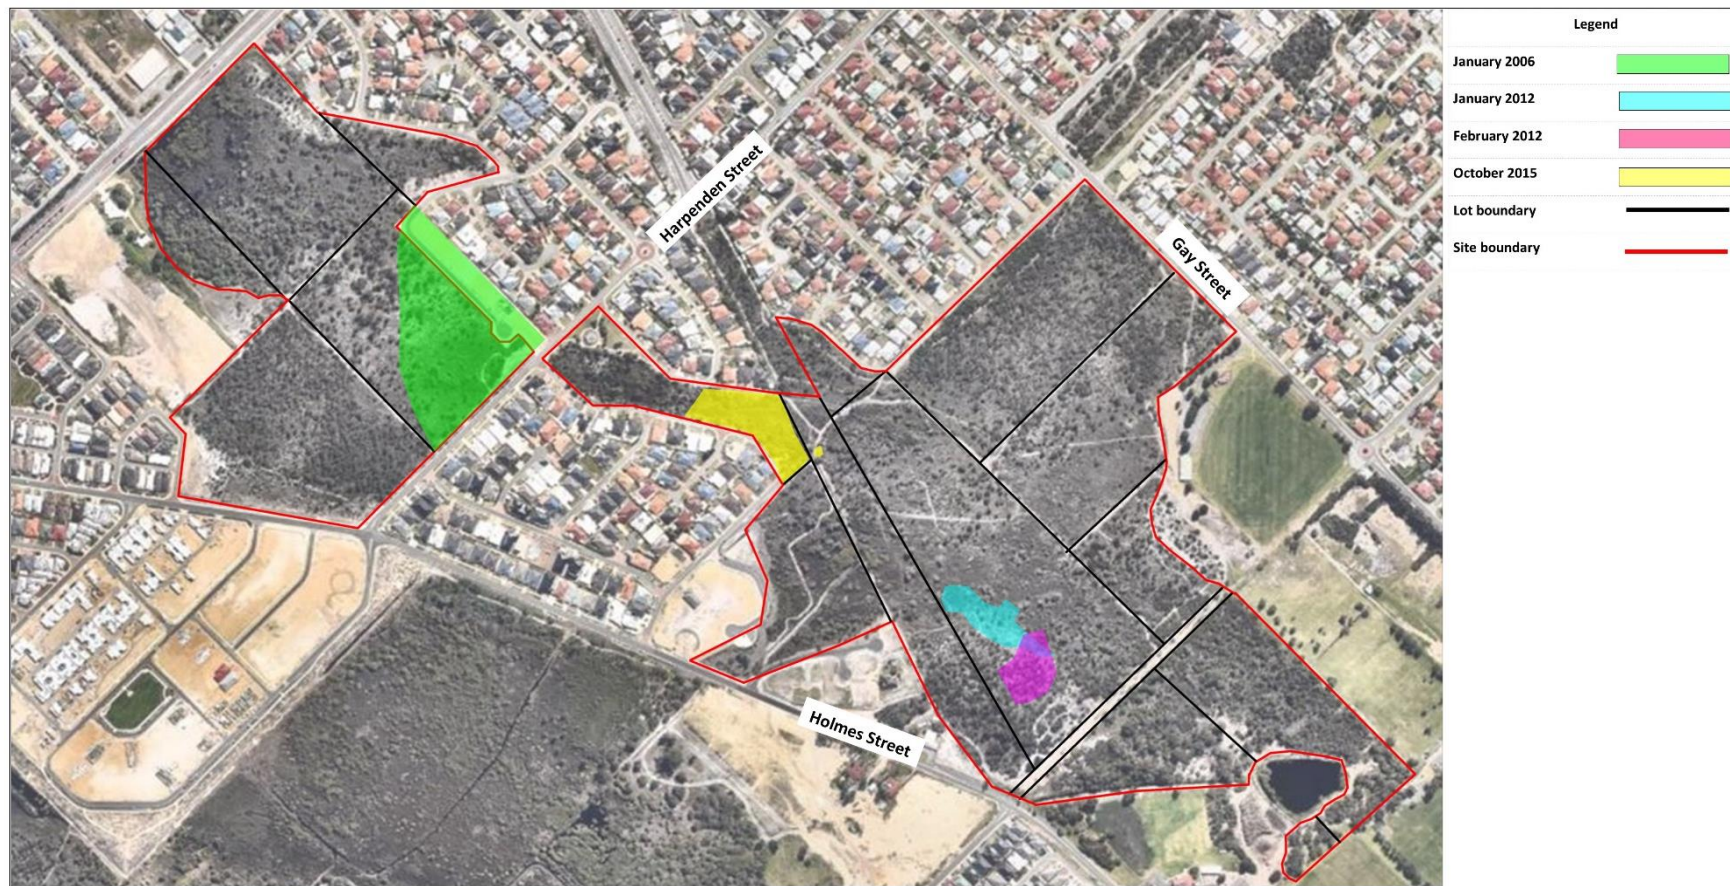 Legend
January 2006
January 2012
February 2012
October 2015
Lot boundary
Site boundary
Harpenden Street
Gay Street
Holmes Street